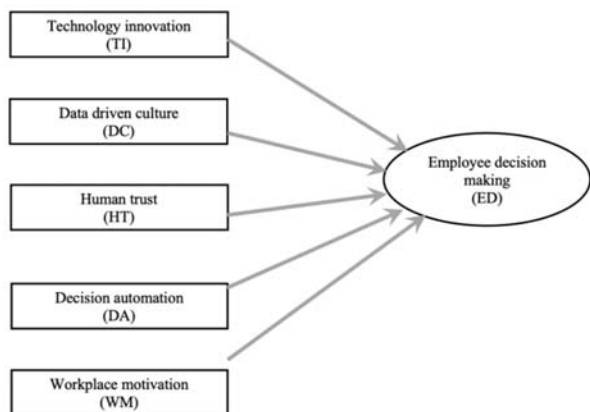 Technology innovation
(TI)
Data driven culture
(DC)
Human trust
(HT)
Decision automation
(DA)
Workplace motivation
(WM)
Employee decision
making
(ED)